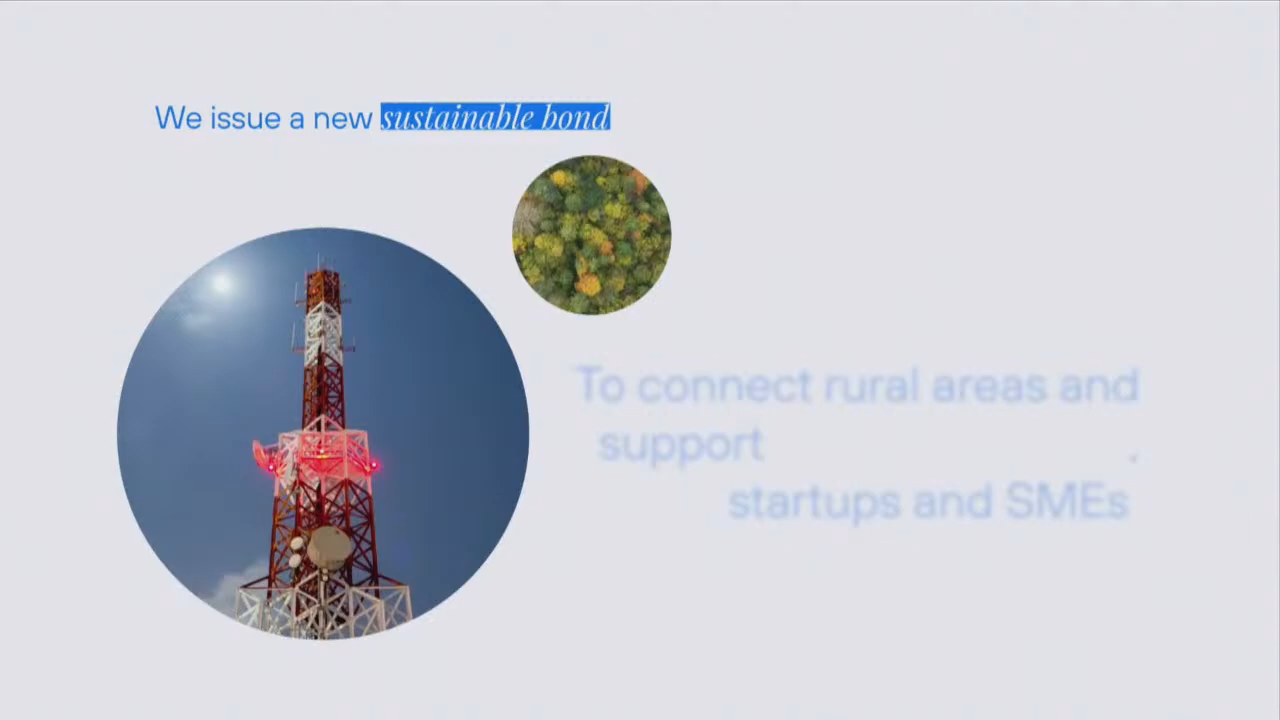 We issue a new sustainable bond
To connect rural areas and
support .
startups and SMEs